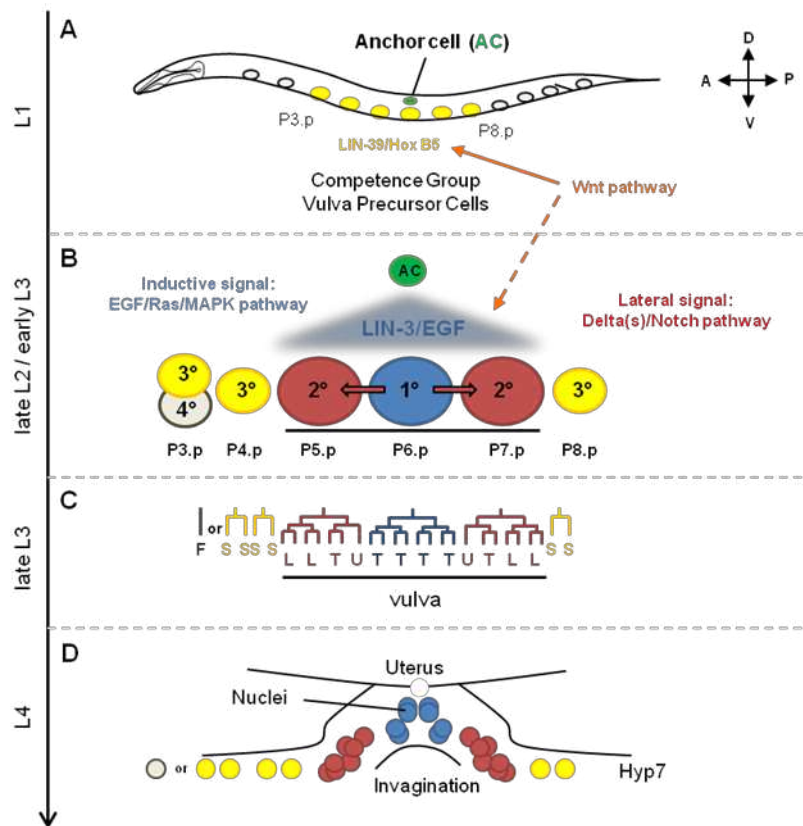 L1
A
Anchor cell (AC)
D
A
P
V
P3.p
P8.p
LIN-39/Hox B5
Competence Group
Vulva Precursor Cells
Wnt pathway
late L2 / early L3
B
Inductive signal:
EGF/Ras/MAPK pathway
AC
LIN-3/EGF
Lateral signal:
Delta(s)/Notch pathway
3°
4°
3°
2°
1°
2°
3°
P3.p P4.p P5.p P6.p P7.p P8.p
late L3
C
or
F S S S S L L T U T T T T U T L L S S
vulva
L4
D
Uterus
Nuclei
or
Invagination
Hyp7